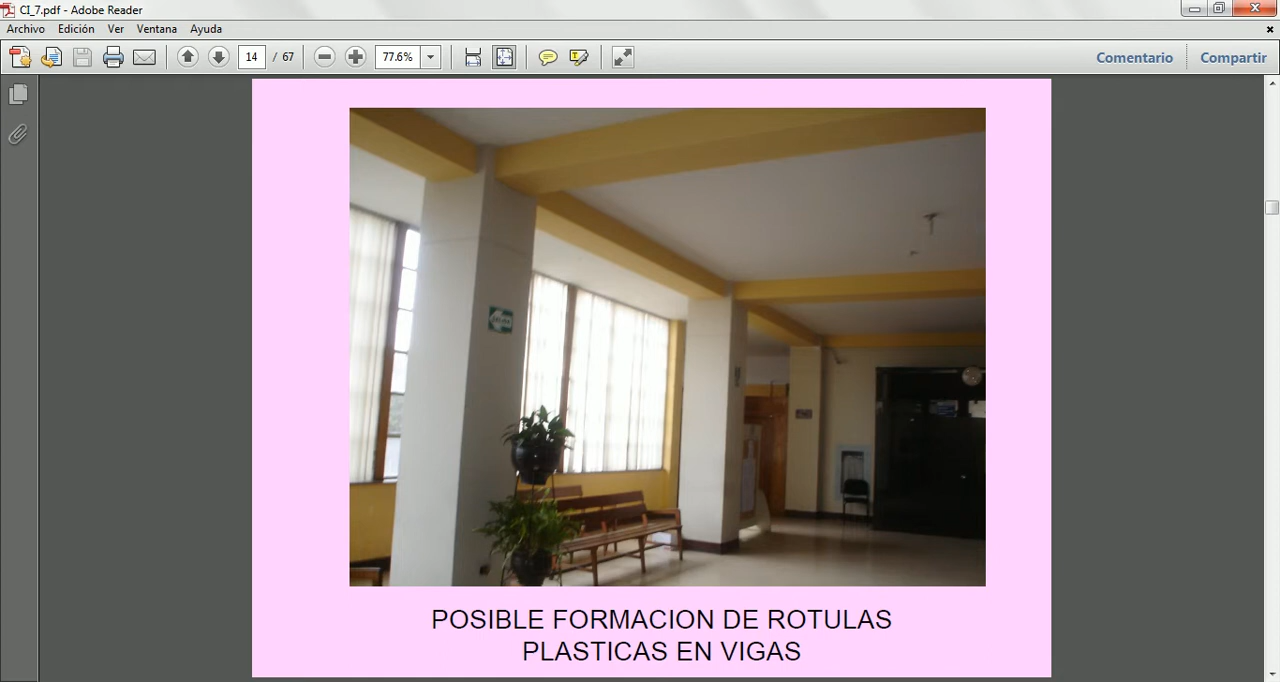 CI_7.pdf - Adobe Reader
Archivo Edición Ver Ventana Ayuda
14 / 67 77.6% Comentario Compartir
SALIDA
POSIBLE FORMACION DE ROTULAS
PLASTICAS EN VIGAS